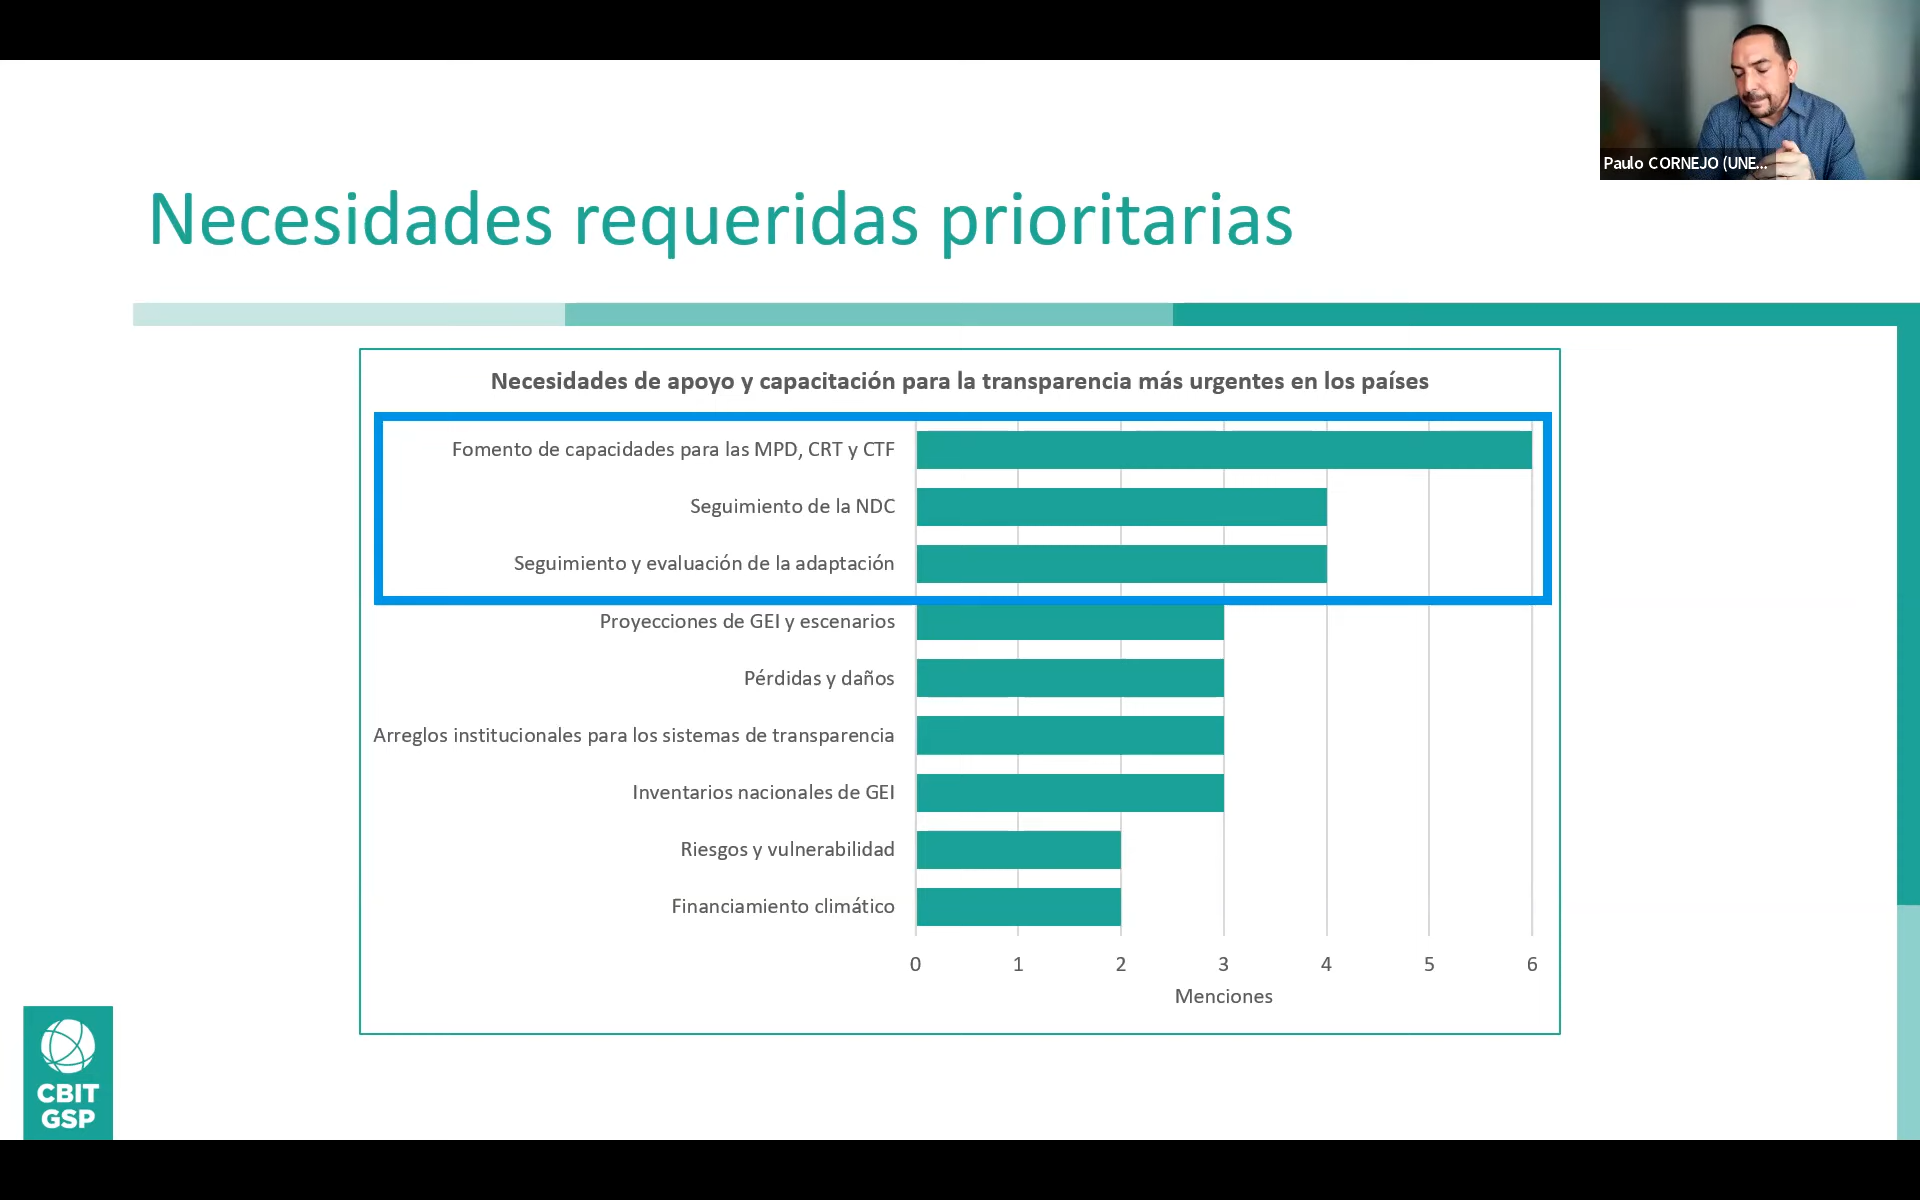 Paulo CORNEJO (UNE...
Necesidades requeridas prioritarias
Necesidades de apoyo y capacitación para la transparencia más urgentes en los países
Fomento de capacidades para las MPD, CRT y CTF
Seguimiento de la NDC
Seguimiento y evaluación de la adaptación
Proyecciones de GEI y escenarios
Pérdidas y daños
Arreglos institucionales para los sistemas de transparencia
Inventarios nacionales de GEI
Riesgos y vulnerabilidad
Financiamiento climático
0 1 2 3 4 5 6
Menciones
CBIT
GSP